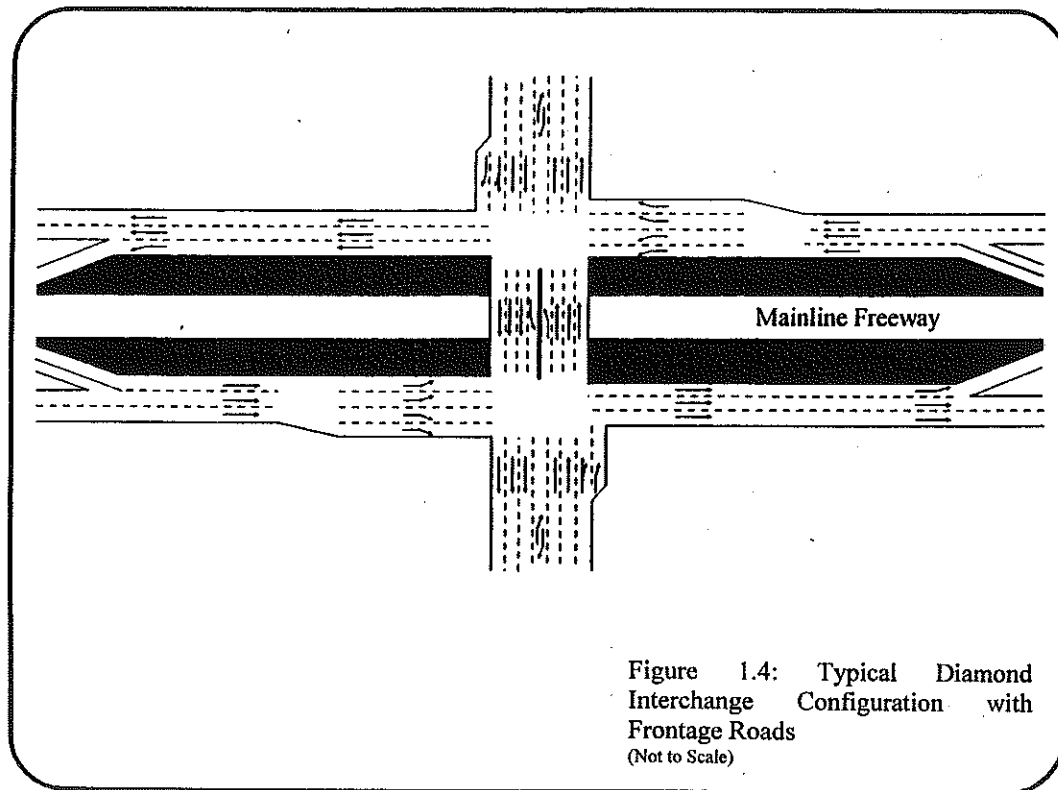 Mainline Freeway
Figure 1.4: Typical Diamond
Interchange Configuration with
Frontage Roads
(Not to Scale)